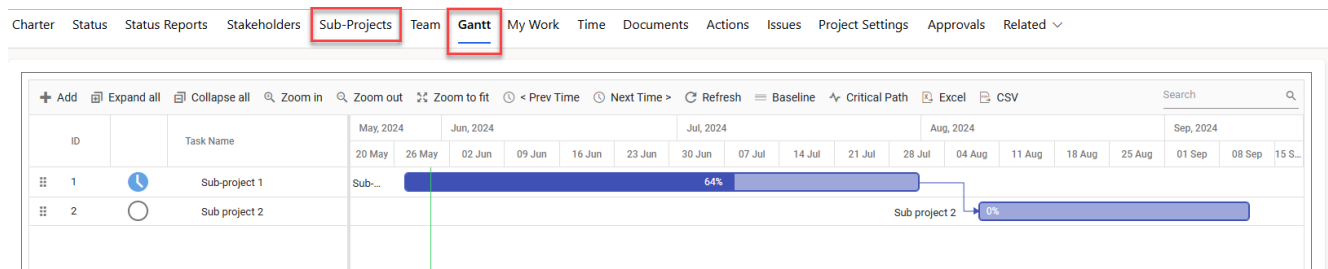 Charter Status Status Reports Stakeholders Sub-Projects Team Gantt My Work Time Documents Actions Issues Project Settings Approvals Related
Add Expand all Collapse all Zoom in Zoom out Zoom to fit < Prev Time Next Time > Refresh Baseline Critical Path Excel CSV Search
ID Task Name May, 2024 Jun, 2024 Jul, 2024 Aug, 2024 Sep, 2024
20 May 26 May 02 Jun 09 Jun 16 Jun 23 Jun 30 Jun 07 Jul 14 Jul 21 Jul 28 Jul 04 Aug 11 Aug 18 Aug 25 Aug 01 Sep 08 Sep 15 S...
1 Sub-project 1 Sub-... 64%
2 Sub project 2 Sub project 2 0%